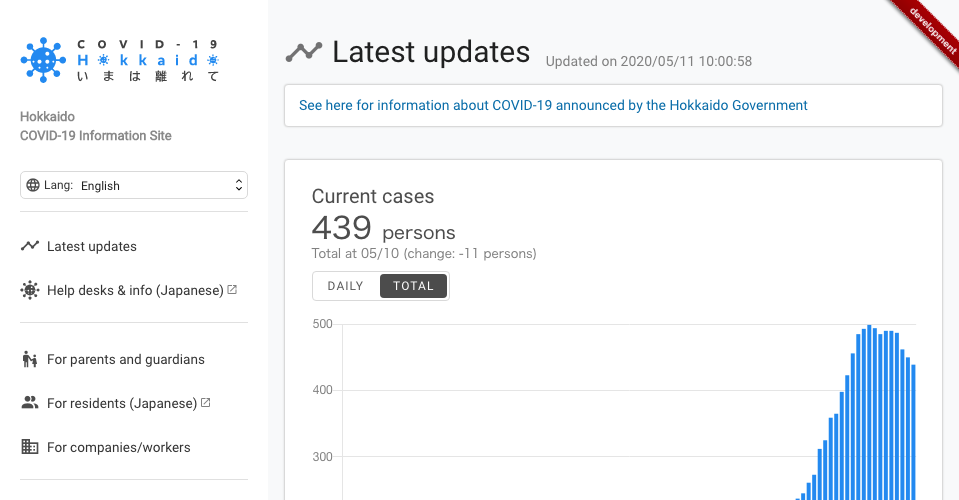 COVID-19
Hokkaido
いまは離れて
Hokkaido
COVID-19 Information Site
Lang: English
Latest updates
Help desks & info (Japanese)
For parents and guardians
For residents (Japanese)
For companies/workers
development
Latest updates Updated on 2020/05/11 10:00:58
See here for information about COVID-19 announced by the Hokkaido Government
Current cases
439 persons
Total at 05/10 (change: -11 persons)
DAILY TOTAL
500
400
300